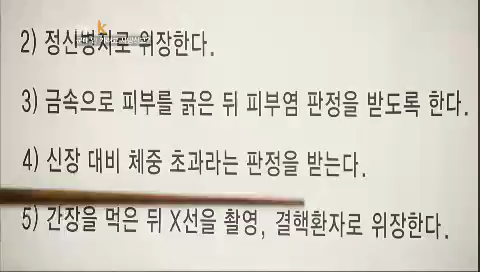 2) 정신병자로 위장한다.
3) 금속으로 피부를 긁은 뒤 피부염 판정을 받도록 한다.
4) 신장 대비 체중 초과라는 판정을 받는다.
5) 간장을 먹은 뒤 X선을 촬영, 결핵환자로 위장한다.